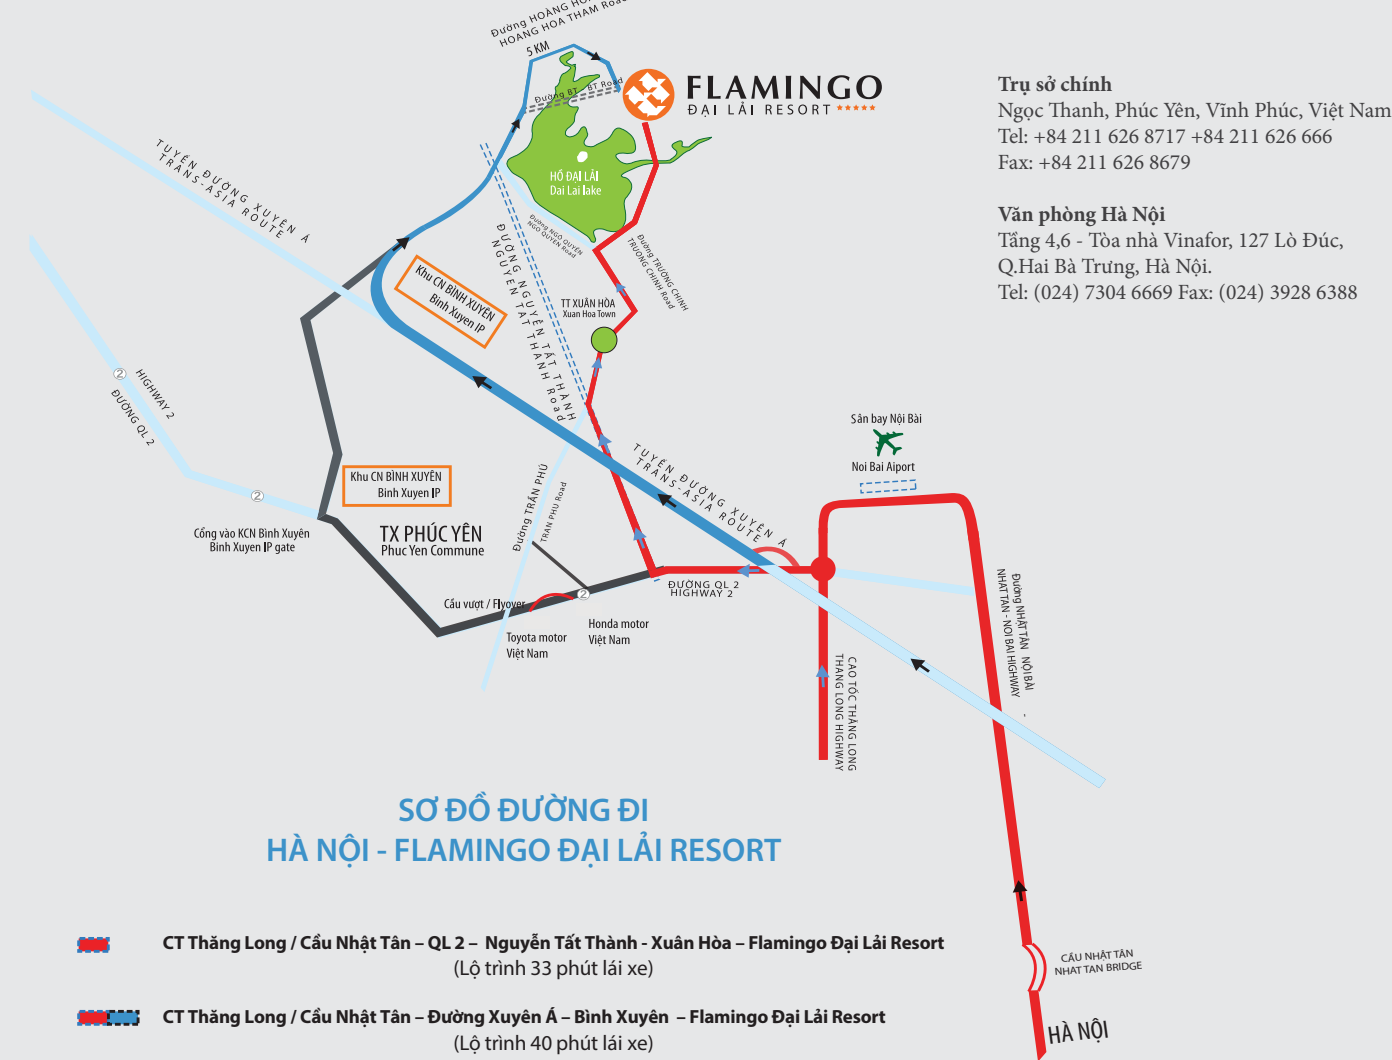 Đường HOÀNG HO
HOANG HOA THAM Road
5 KM
Đường BT - BT Road
FLAMINGO
ĐẠI LẢI RESORT
Trụ sở chính
Ngọc Thanh, Phúc Yên, Vĩnh Phúc, Việt Nam
Tel: +84 211 626 8717 +84 211 626 666
Fax: +84 211 626 8679
Văn phòng Hà Nội
Tầng 4,6 - Tòa nhà Vinafor, 127 Lò Đúc,
Q.Hai Bà Trưng, Hà Nội.
Tel: (024) 7304 6669 Fax: (024) 3928 6388
TUYẾN ĐƯỜNG XUYÊN Á
TRANS-ASIA ROUTE
HỒ ĐẠI LẢI
Dai Lai lake
Đường NGÔ QUYỀN
NGO QUYEN Road
Đường TRƯỜNG CHINH
TRUONG CHINH Road
ĐƯỜNG NGUYỄN TẤT THÀNH
NGUYEN TAT THANH Road
Khu CN BÌNH XUYÊN
Binh Xuyen IP
TT XUÂN HÒA
Xuan Hoa Town
2
HIGHWAY 2
ĐƯỜNG QL 2
2
Khu CN BÌNH XUYÊN
Binh Xuyen IP
Cổng vào KCN Bình Xuyên
Binh Xuyen IP gate
TX PHÚC YÊN
Phuc Yen Commune
Đường TRẦN PHÚ
TRAN PHU Road
TUYẾN ĐƯỜNG XUYÊN Á
TRANS-ASIA ROUTE
Sân bay Nội Bài
Noi Bai Aiport
ĐƯỜNG QL 2
HIGHWAY 2
Cầu vượt / Flyover
2
Toyota motor
Việt Nam
Honda motor
Việt Nam
CAO TỐC THĂNG LONG
THANG LONG HIGHWAY
Đường NHẬT TÂN NỘI BÀI -
NHAT TAN - NOI BAI HIGHWAY
SƠ ĐỒ ĐƯỜNG ĐI
HÀ NỘI - FLAMINGO ĐẠI LẢI RESORT
CT Thăng Long / Cầu Nhật Tân – QL 2 – Nguyễn Tất Thành - Xuân Hòa – Flamingo Đại Lải Resort
(Lộ trình 33 phút lái xe)
CT Thăng Long / Cầu Nhật Tân – Đường Xuyên Á – Bình Xuyên – Flamingo Đại Lải Resort
(Lộ trình 40 phút lái xe)
CẦU NHẬT TÂN
NHAT TAN BRIDGE
HÀ NỘI